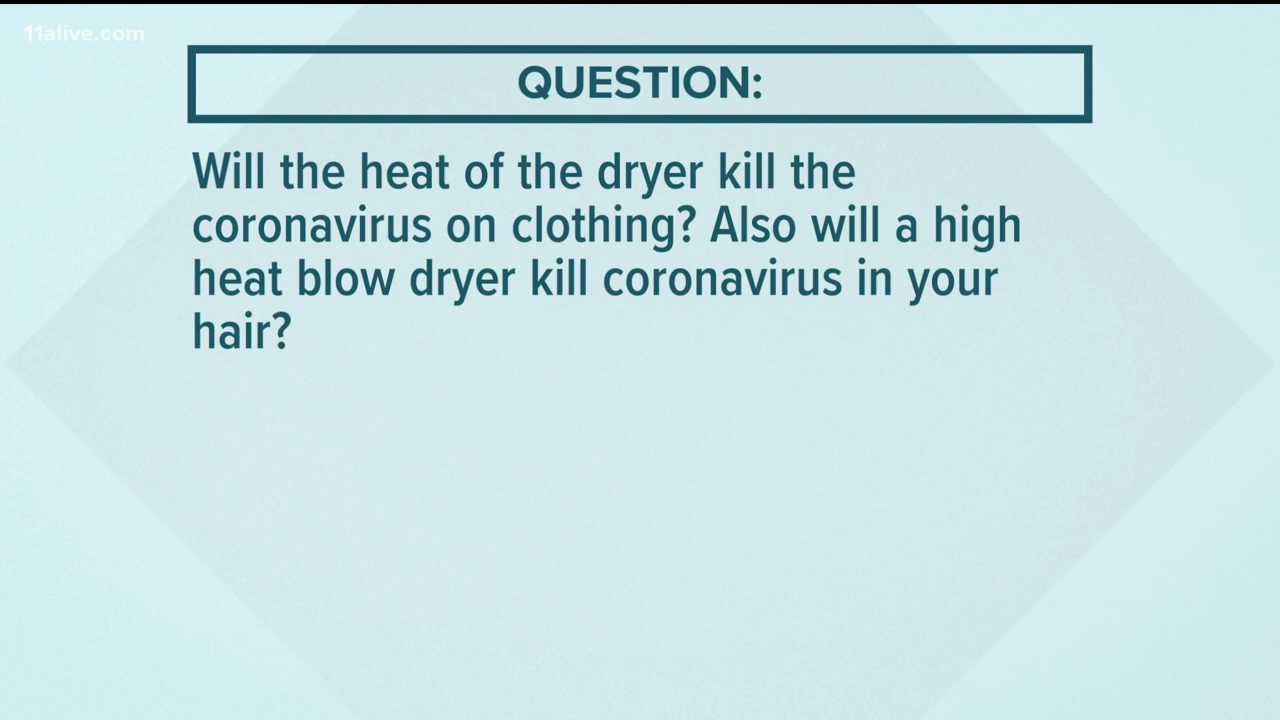 11alive.com
QUESTION:
Will the heat of the dryer kill the
coronavirus on clothing? Also will a high
heat blow dryer kill coronavirus in your
hair?